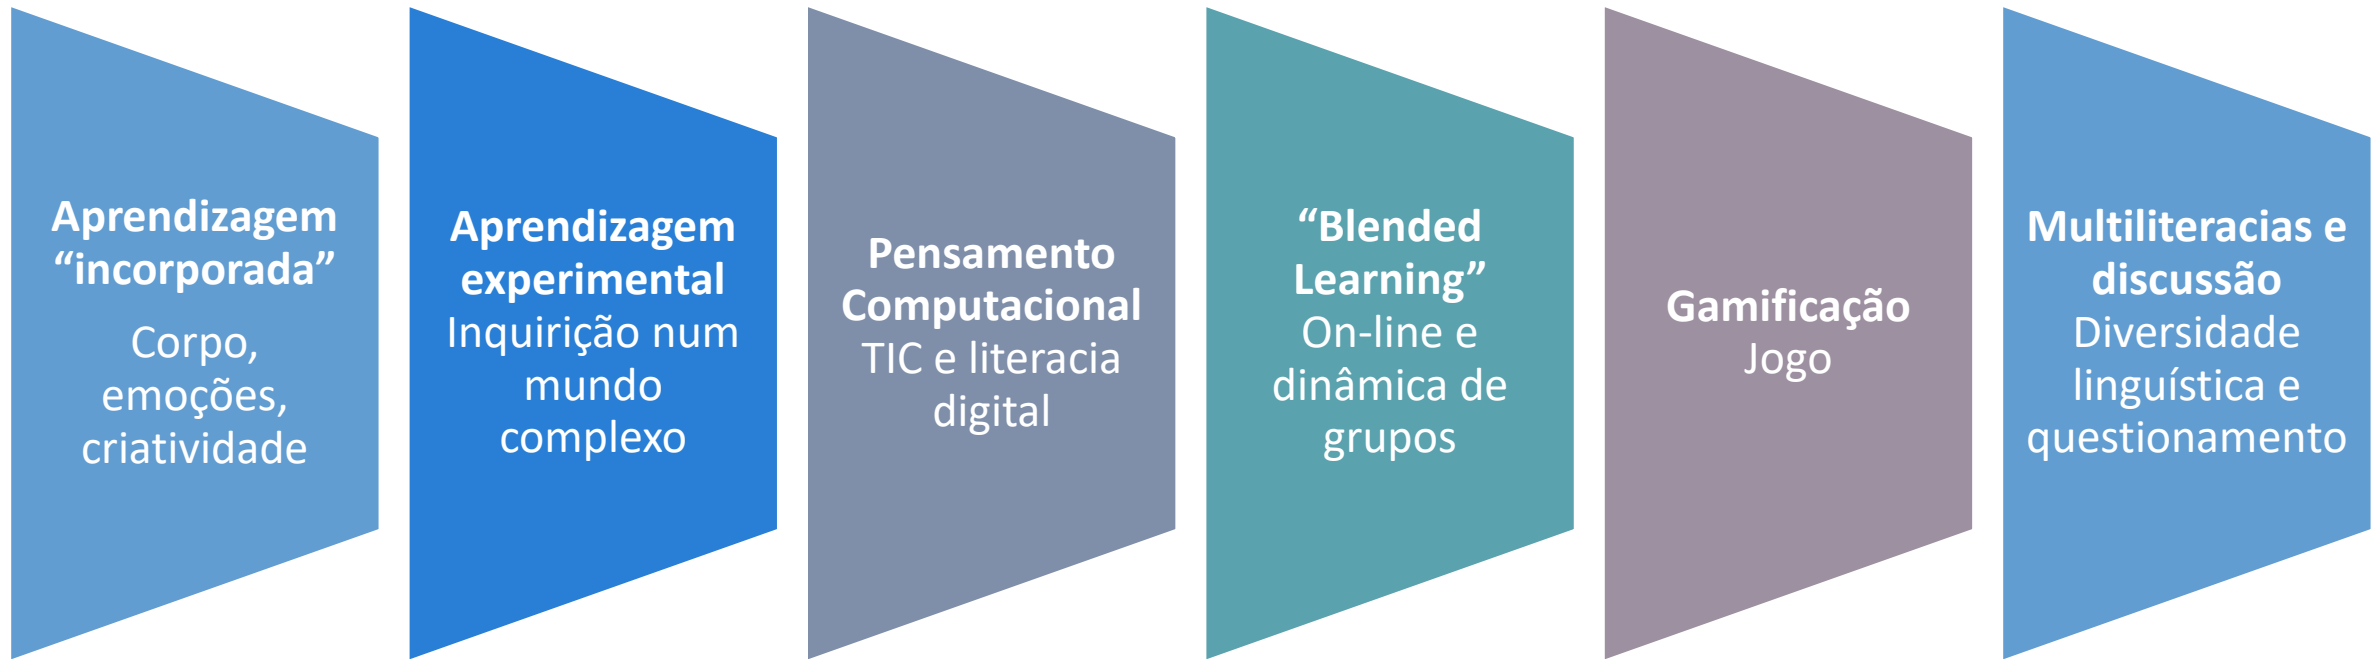 Aprendizagem
“incorporada”
Corpo,
emoções,
criatividade
Aprendizagem
experimental
Inquirição num
mundo
complexo
Pensamento
Computacional
TIC e literacia
digital
“Blended
Learning”
On-line e
dinâmica de
grupos
Gamificação
Jogo
Multiliteracias e
discussão
Diversidade
linguística e
questionamento